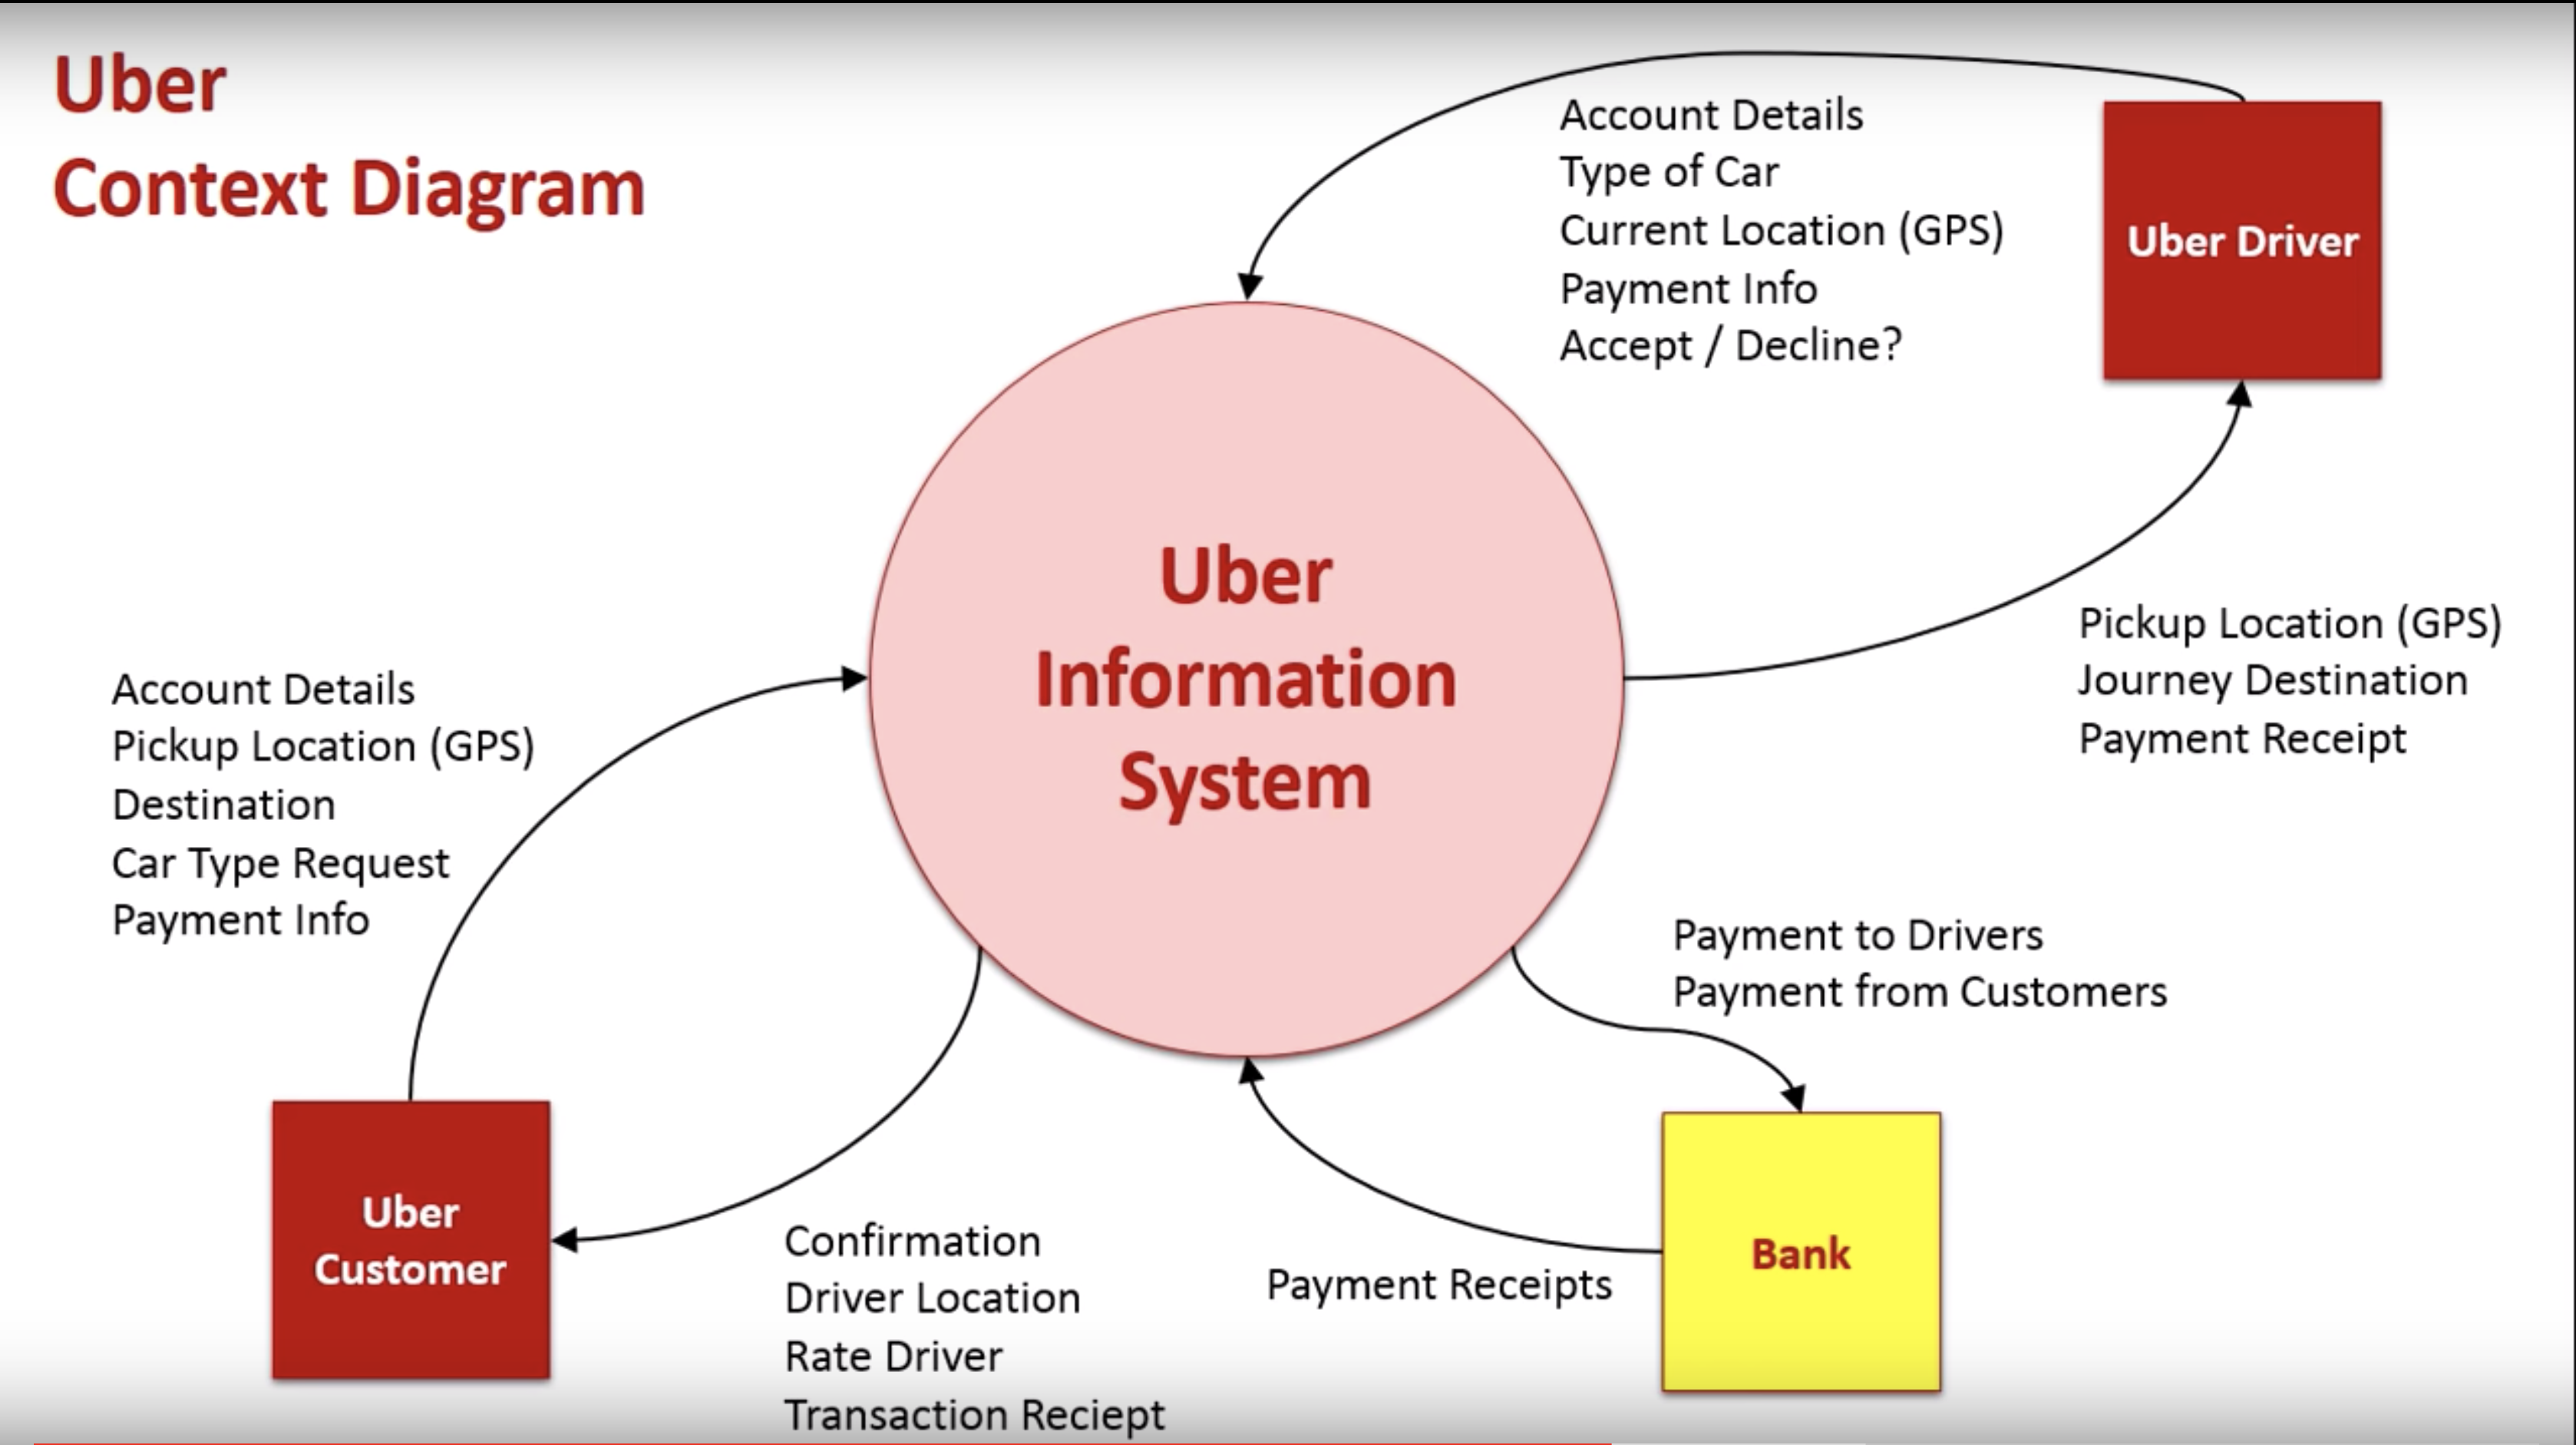 Uber
Context Diagram
Account Details
Type of Car
Current Location (GPS)
Payment Info
Accept / Decline?
Uber Driver
Uber
Information
System
Pickup Location (GPS)
Journey Destination
Payment Receipt
Account Details
Pickup Location (GPS)
Destination
Car Type Request
Payment Info
Payment to Drivers
Payment from Customers
Uber
Customer
Confirmation
Driver Location
Rate Driver
Transaction Reciept
Payment Receipts
Bank